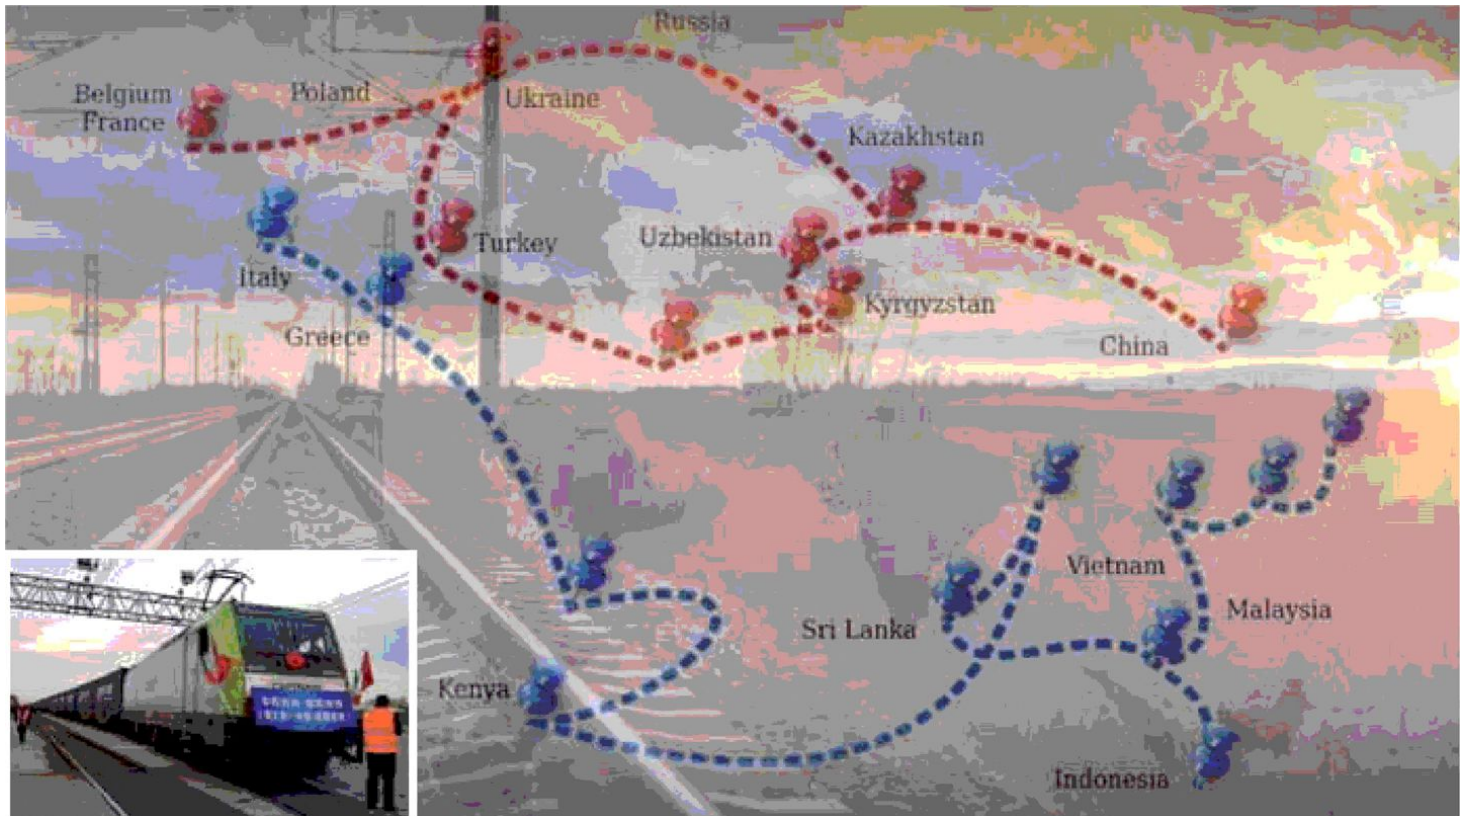 Russia
Belgium
France
Poland
Ukraine
Kazakhstan
Uzbekistan
Turkey
Italy
Kyrgyzstan
Greece
China
Vietnam
Malaysia
Sri Lanka
Kenya
Indonesia